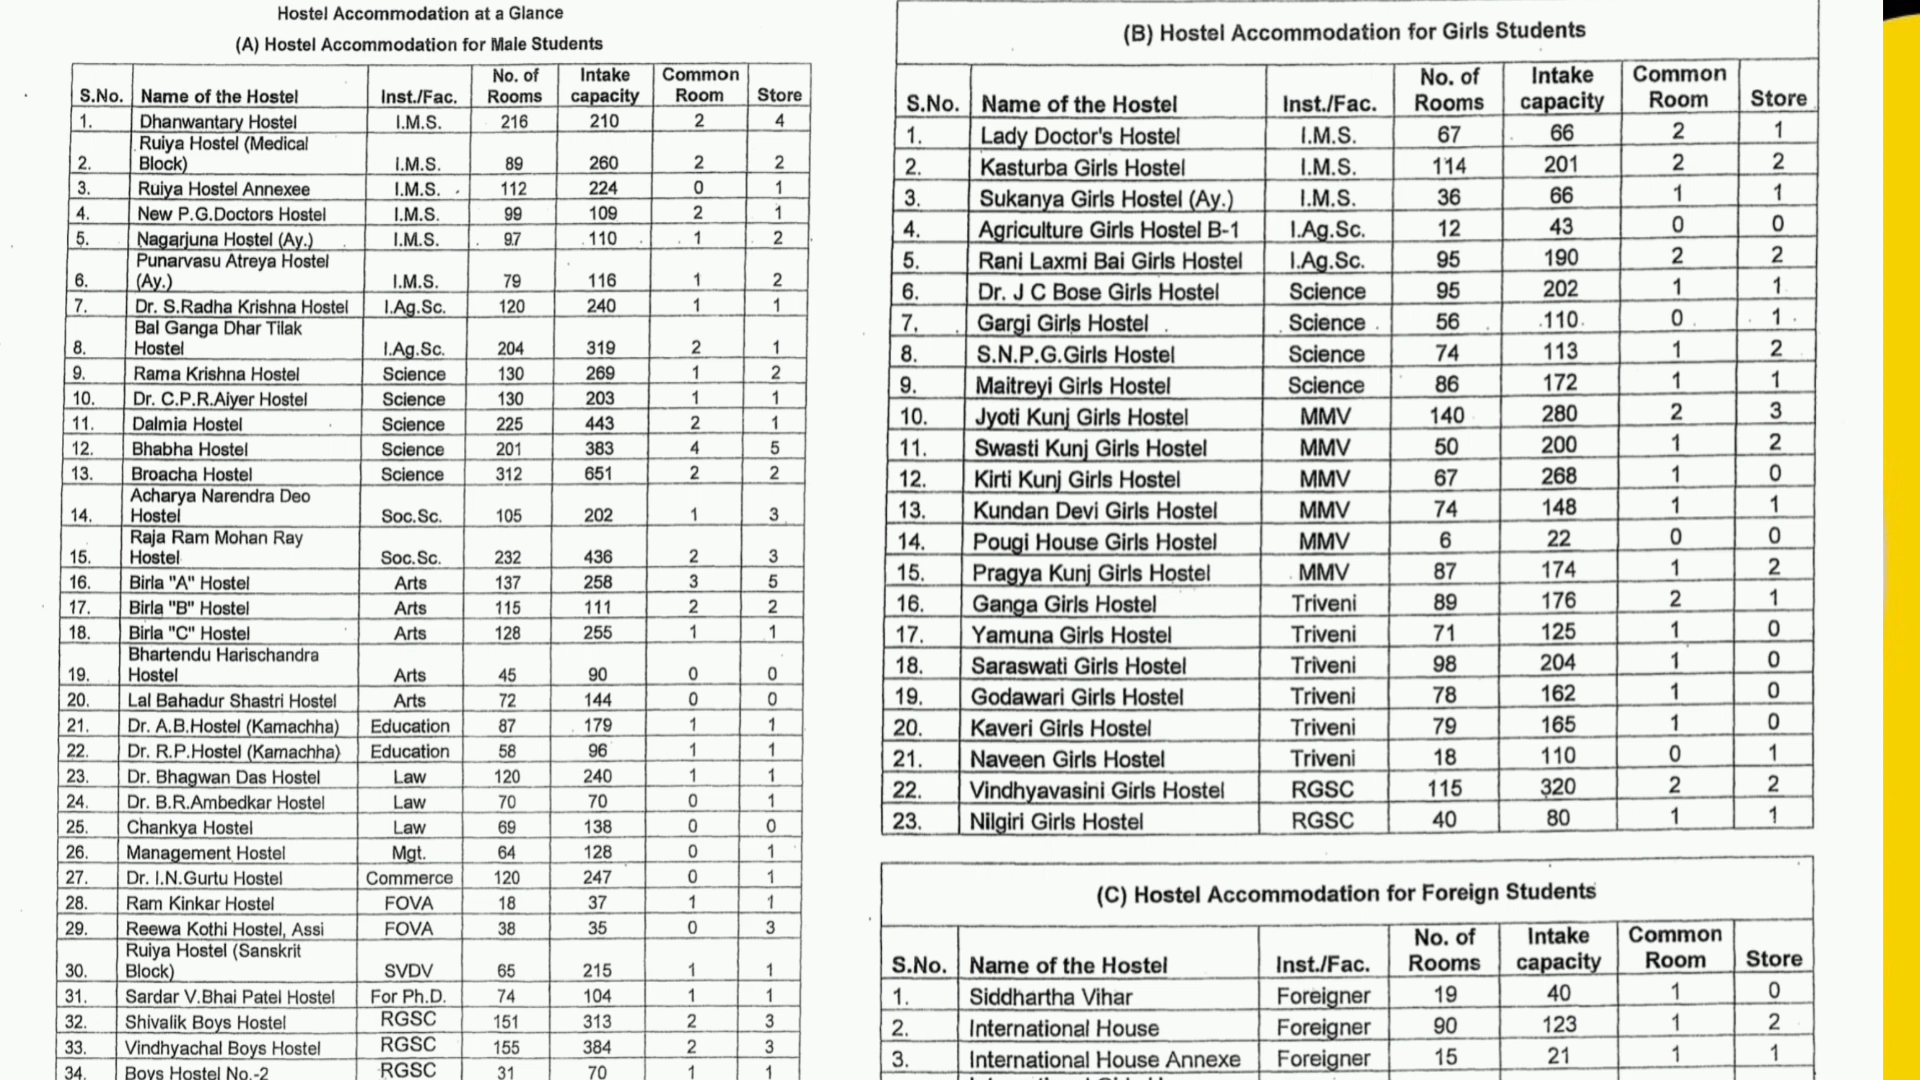 Hostel Accommodation at a Glance
(A) Hostel Accommodation for Male Students
S.No. Name of the Hostel Inst./Fac. No. of Rooms Intake capacity Common Room Store
1. Dhanwantary Hostel I.M.S. 216 210 2 4
2. Ruiya Hostel (Medical Block) I.M.S. 89 260 2 2
3. Ruiya Hostel Annexee I.M.S. 112 224 0 1
4. New P.G.Doctors Hostel I.M.S. 99 109 2 1
5. Nagarjuna Hostel (Ay.) I.M.S. 97 110 1 2
6. Punarvasu Atreya Hostel (Ay.) I.M.S. 79 116 1 2
7. Dr. S.Radha Krishna Hostel I.Ag.Sc. 120 240 1 1
8. Bal Ganga Dhar Tilak Hostel I.Ag.Sc. 204 319 2 1
9. Rama Krishna Hostel Science 130 269 1 2
10. Dr. C.P.R.Aiyer Hostel Science 130 203 1 1
11. Dalmia Hostel Science 225 443 2 1
12. Bhabha Hostel Science 201 383 4 5
13. Broacha Hostel Science 312 651 2 2
14. Acharya Narendra Deo Hostel Soc.Sc. 105 202 1 3
15. Raja Ram Mohan Ray Hostel Soc.Sc. 232 436 2 3
16. Birla "A" Hostel Arts 137 258 3 5
17. Birla "B" Hostel Arts 115 111 2 2
18. Birla "C" Hostel Arts 128 255 1 1
19. Bhartendu Harischandra Hostel Arts 45 90 0 0
20. Lal Bahadur Shastri Hostel Arts 72 144 0 0
21. Dr. A.B.Hostel (Kamachha) Education 87 179 1 1
22. Dr. R.P.Hostel (Kamachha) Education 58 96 1 1
23. Dr. Bhagwan Das Hostel Law 120 240 1 1
24. Dr. B.R.Ambedkar Hostel Law 70 70 0 1
25. Chankya Hostel Law 69 138 0 0
26. Management Hostel Mgt. 64 128 0 1
27. Dr. I.N.Gurtu Hostel Commerce 120 247 0 1
28. Ram Kinkar Hostel FOVA 18 37 1 1
29. Reewa Kothi Hostel, Assi FOVA 38 35 0 3
30. Ruiya Hostel (Sanskrit Block) SVDV 65 215 1 1
31. Sardar V.Bhai Patel Hostel For Ph.D. 74 104 1 1
32. Shivalik Boys Hostel RGSC 151 313 2 3
33. Vindhyachal Boys Hostel RGSC 155 384 2 3
34. Boys Hostel No.-2 RGSC 31 70 1 1
(B) Hostel Accommodation for Girls Students
S.No. Name of the Hostel Inst./Fac. No. of Rooms Intake capacity Common Room Store
1. Lady Doctor's Hostel I.M.S. 67 66 2 1
2. Kasturba Girls Hostel I.M.S. 114 201 2 2
3. Sukanya Girls Hostel (Ay.) I.M.S. 36 66 1 1
4. Agriculture Girls Hostel B-1 I.Ag.Sc. 12 43 0 0
5. Rani Laxmi Bai Girls Hostel I.Ag.Sc. 95 190 2 2
6. Dr. J C Bose Girls Hostel Science 95 202 1 1
7. Gargi Girls Hostel Science 56 110 0 1
8. S.N.P.G.Girls Hostel Science 74 113 1 2
9. Maitreyi Girls Hostel Science 86 172 1 1
10. Jyoti Kunj Girls Hostel MMV 140 280 2 3
11. Swasti Kunj Girls Hostel MMV 50 200 1 2
12. Kirti Kunj Girls Hostel MMV 67 268 1 0
13. Kundan Devi Girls Hostel MMV 74 148 1 1
14. Pougi House Girls Hostel MMV 6 22 0 0
15. Pragya Kunj Girls Hostel MMV 87 174 1 2
16. Ganga Girls Hostel Triveni 89 176 2 1
17. Yamuna Girls Hostel Triveni 71 125 1 0
18. Saraswati Girls Hostel Triveni 98 204 1 0
19. Godawari Girls Hostel Triveni 78 162 1 0
20. Kaveri Girls Hostel Triveni 79 165 1 0
21. Naveen Girls Hostel Triveni 18 110 0 1
22. Vindhyavasini Girls Hostel RGSC 115 320 2 2
23. Nilgiri Girls Hostel RGSC 40 80 1 1
(C) Hostel Accommodation for Foreign Students
S.No. Name of the Hostel Inst./Fac. No. of Rooms Intake capacity Common Room Store
1. Siddhartha Vihar Foreigner 19 40 1 0
2. International House Foreigner 90 123 1 2
3. International House Annexe Foreigner 15 21 1 1